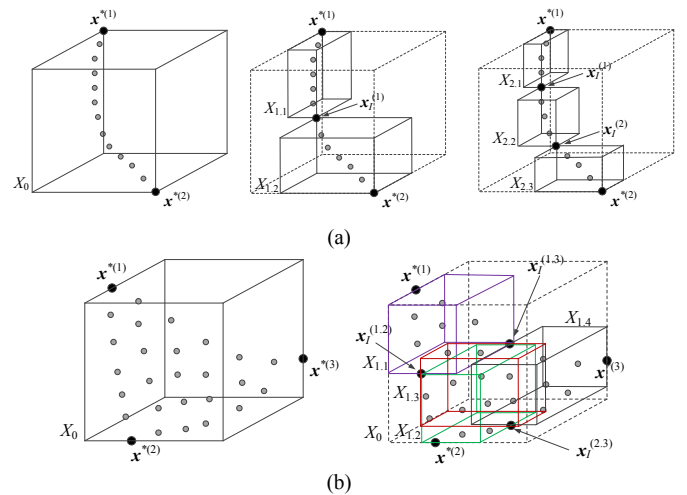 x*(1)
X0
x*(2)
x*(1)
X1.1
xI(1)
X1.2
x*(2)
x*(1)
X2.1
xI(1)
X2.2
xI(2)
X2.3
x*(2)
(a)
x*(1)
x*(3)
X0
x*(2)
x*(1)
xI(1.3)
xI(1.2)
X1.4
X1.1
x*(3)
X1.3
X0
X1.2
x*(2)
xI(2.3)
(b)